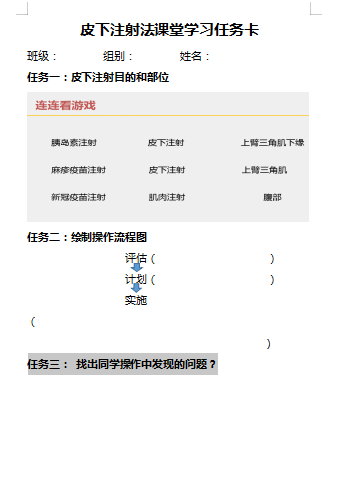 皮下注射法课堂学习任务卡
班级： 组别： 姓名：
任务一：皮下注射目的和部位
连连看游戏
胰岛素注射 皮下注射 上臂三角肌下缘
麻疹疫苗注射 皮下注射 上臂三角肌
新冠疫苗注射 肌肉注射 腹部
任务二：绘制操作流程图
评估（ ）
计划（ ）
实施
（
）
任务三： 找出同学操作中发现的问题？